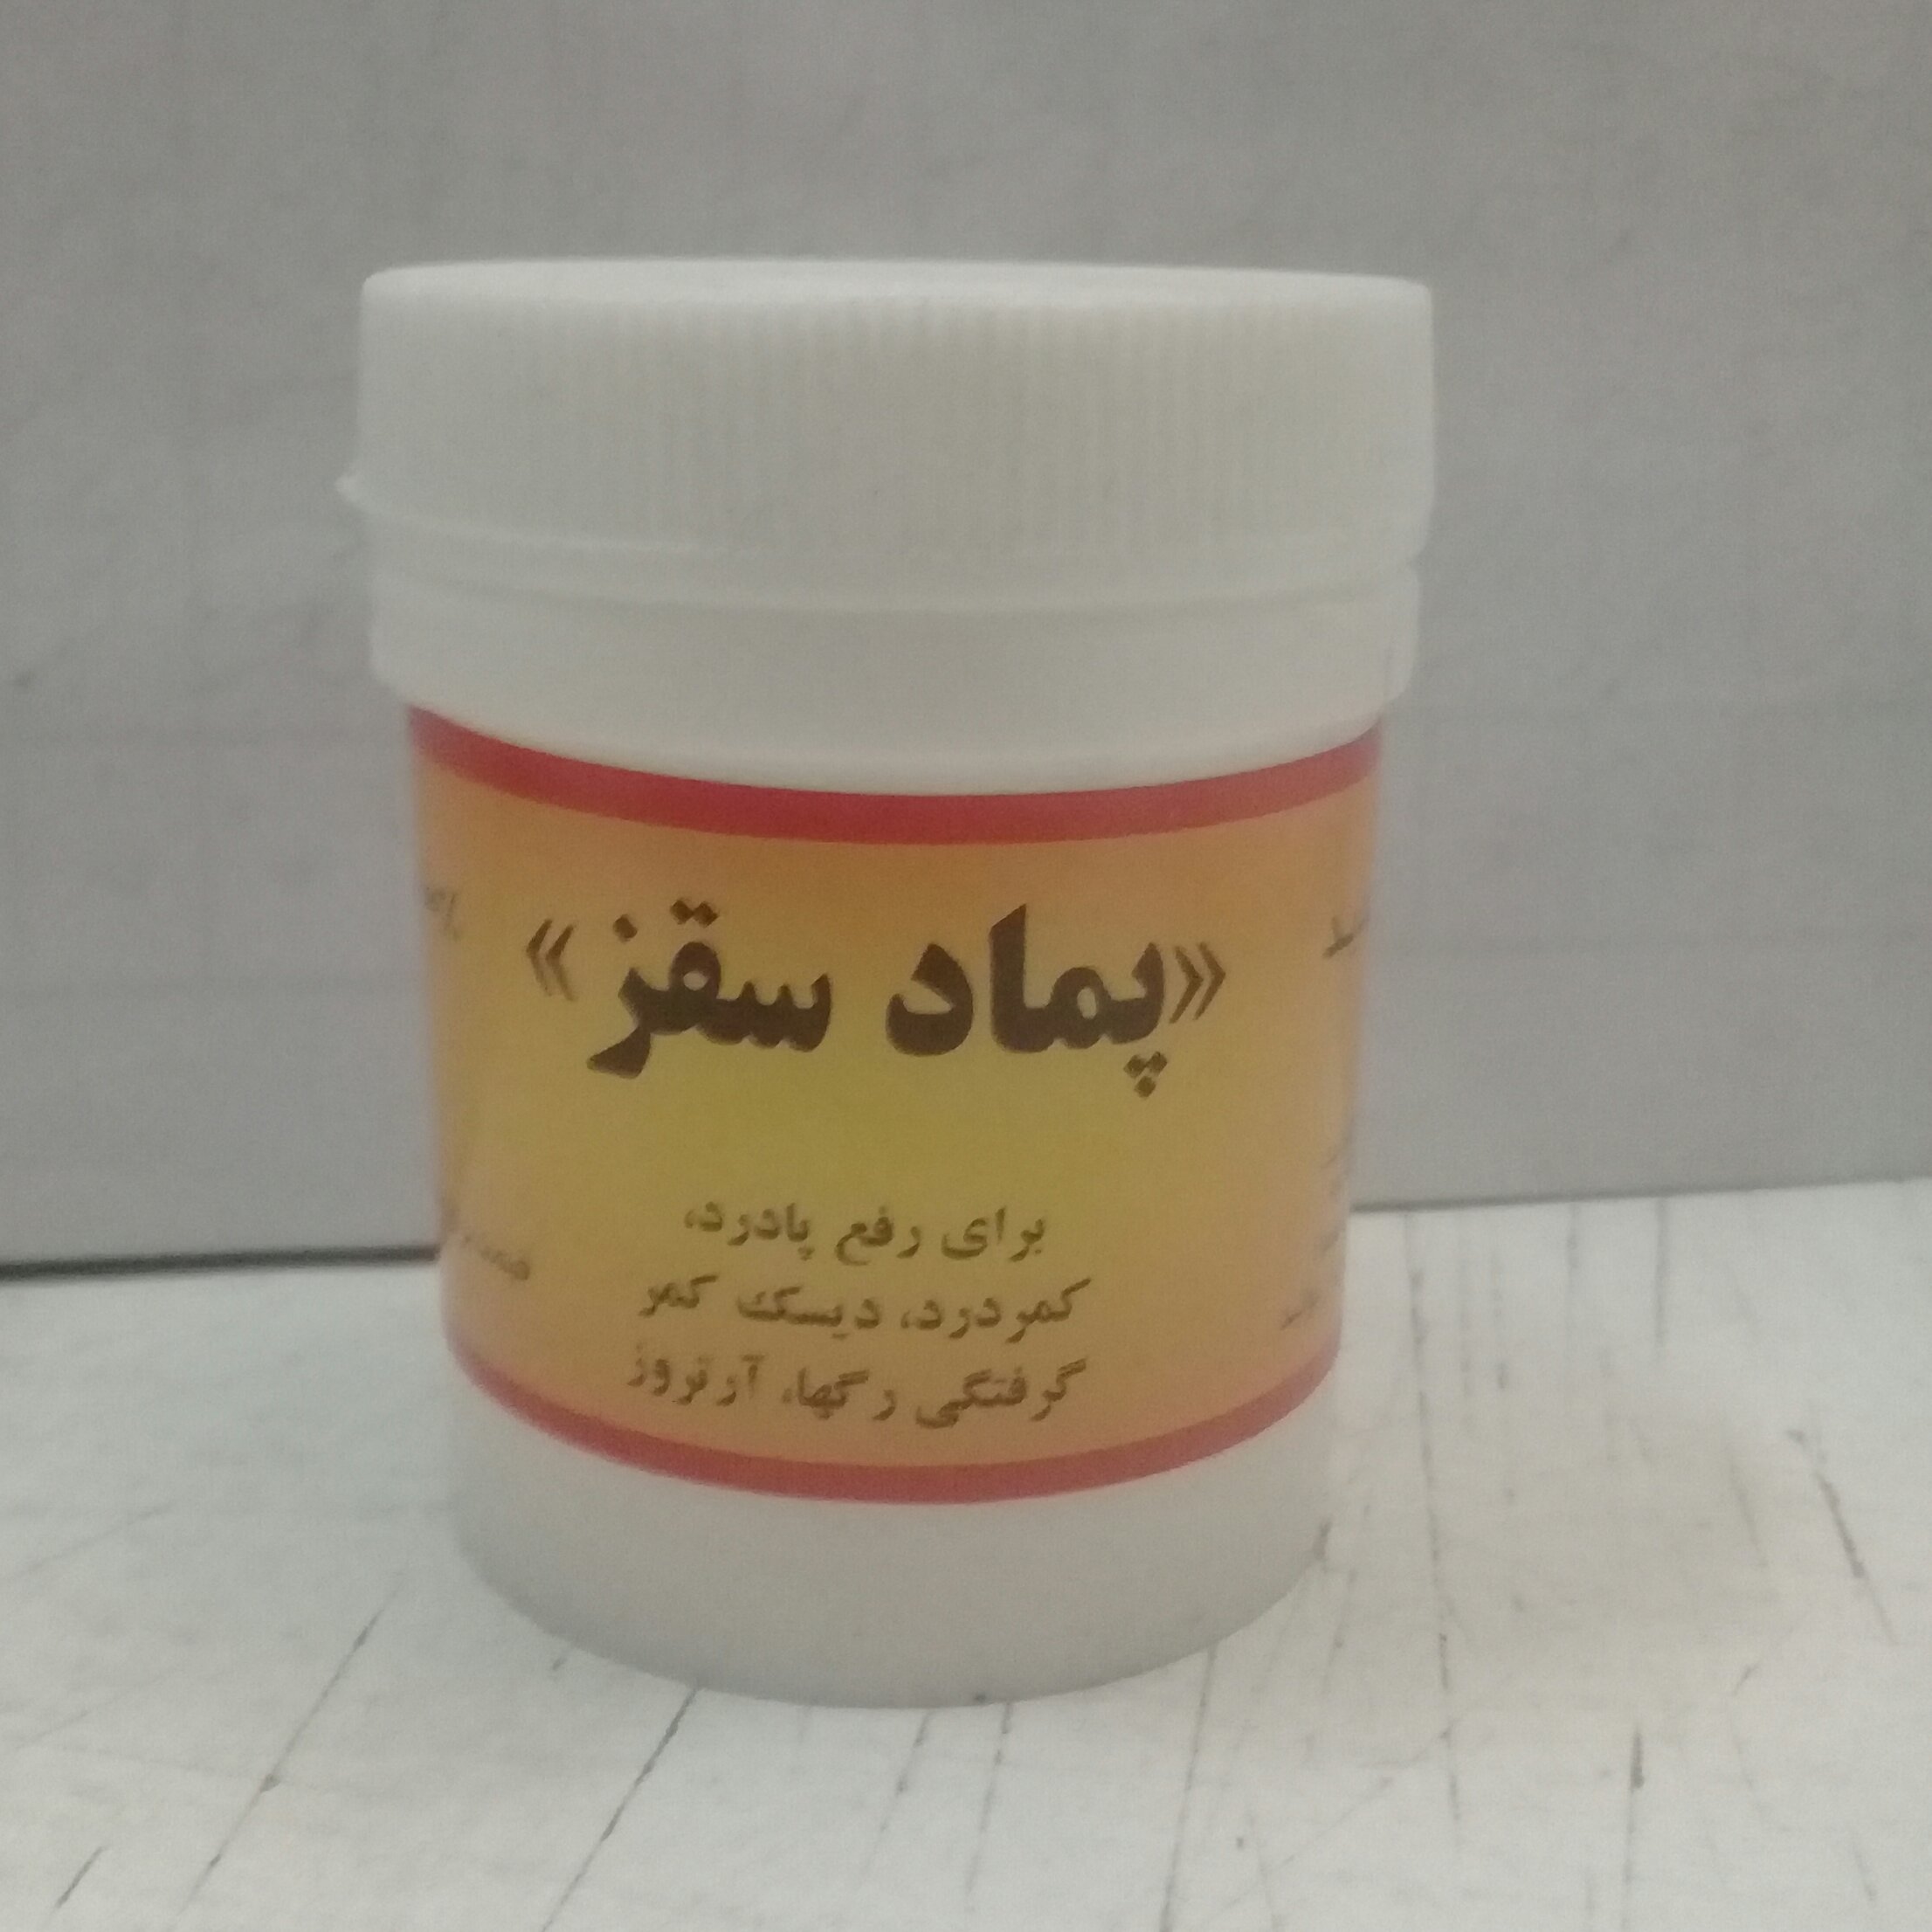 «پماد سقز»
برای رفع پادرد،
کمردرد، دیسک کمر
گرفتگی رگها، آرتروز